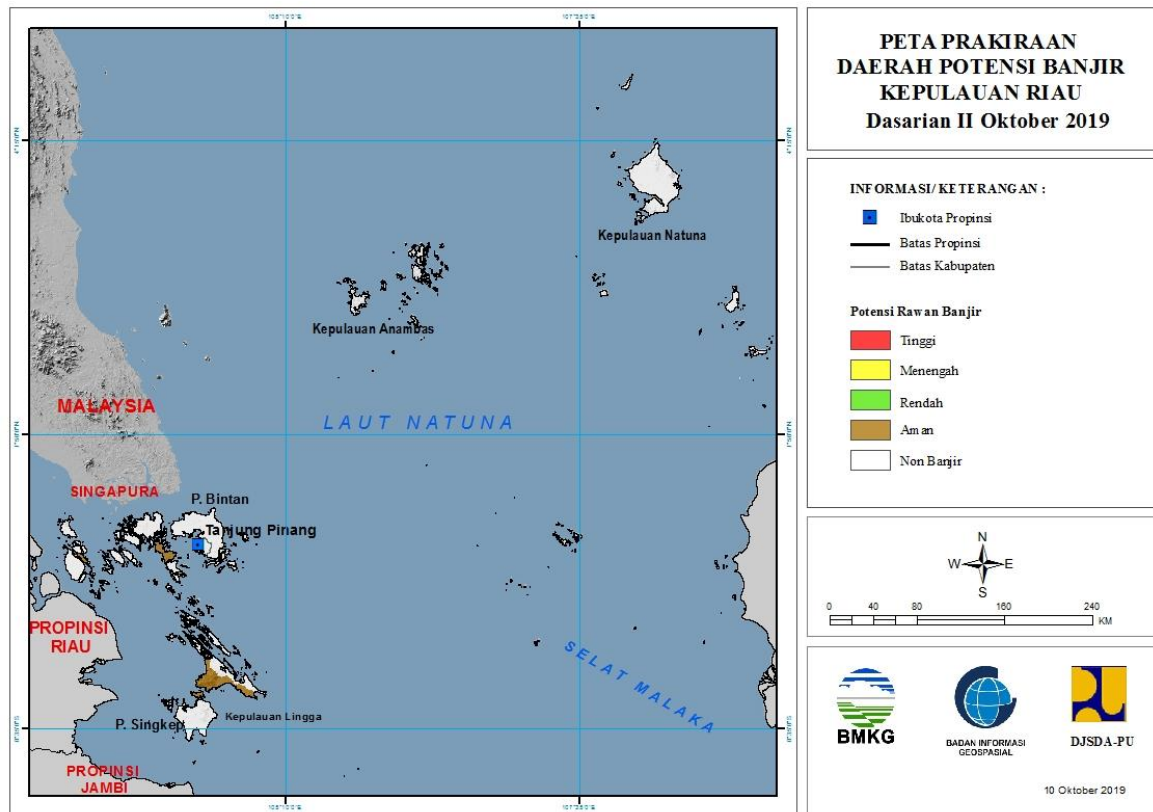 PETA PRAKIRAAN
DAERAH POTENSI BANJIR
KEPULAUAN RIAU
Dasarian II Oktober 2019
INFORMASI/ KETERANGAN :
Ibukota Propinsi
Batas Propinsi
Batas Kabupaten
Potensi Rawan Banjir
Tinggi
Menengah
Rendah
Aman
Non Banjir
N
W
E
S
0 40 80 160 240
KM
BMKG
BADAN INFORMASI
GEOSPASIAL
DJSDA-PU
10 Oktober 2019
Kepulauan Natuna
Kepulauan Anambas
MALAYSIA
LAUT NATUNA
SINGAPURA
P. Bintan
Tanjung Pinang
PROPINSI
RIAU
SELAT MALAKA
P. Singkep
Kepulauan Lingga
PROPINSI
JAMBI